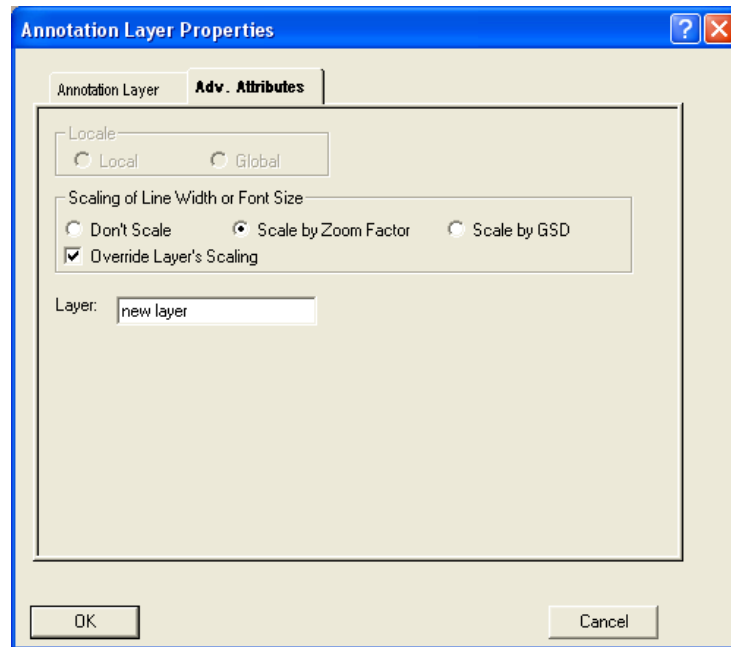 Annotation Layer Properties
Annotation Layer Adv. Attributes
Locale
Local Global
Scaling of Line Width or Font Size
Don't Scale Scale by Zoom Factor Scale by GSD
Override Layer's Scaling
Layer: new layer
OK Cancel